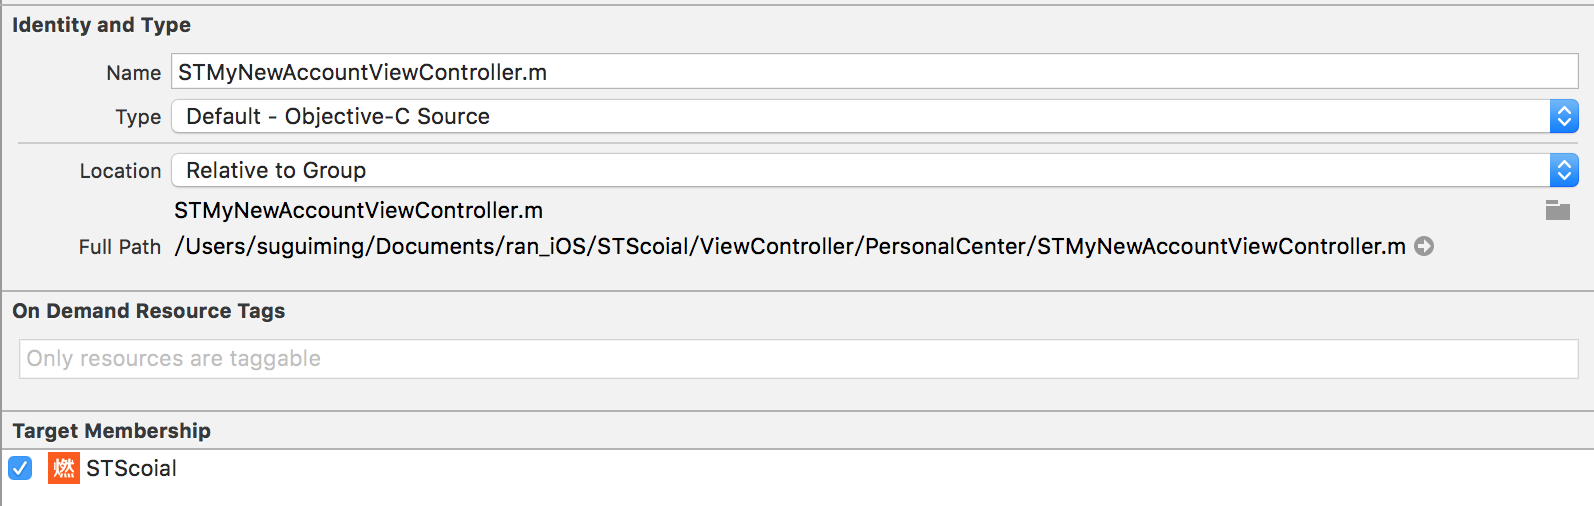 Identity and Type
Name STMyNewAccountViewController.m
Type Default - Objective-C Source
Location Relative to Group
STMyNewAccountViewController.m
Full Path /Users/suguiming/Documents/ran_iOS/STScoial/ViewController/PersonalCenter/STMyNewAccountViewController.m
On Demand Resource Tags
Only resources are taggable
Target Membership
燃 STScoial